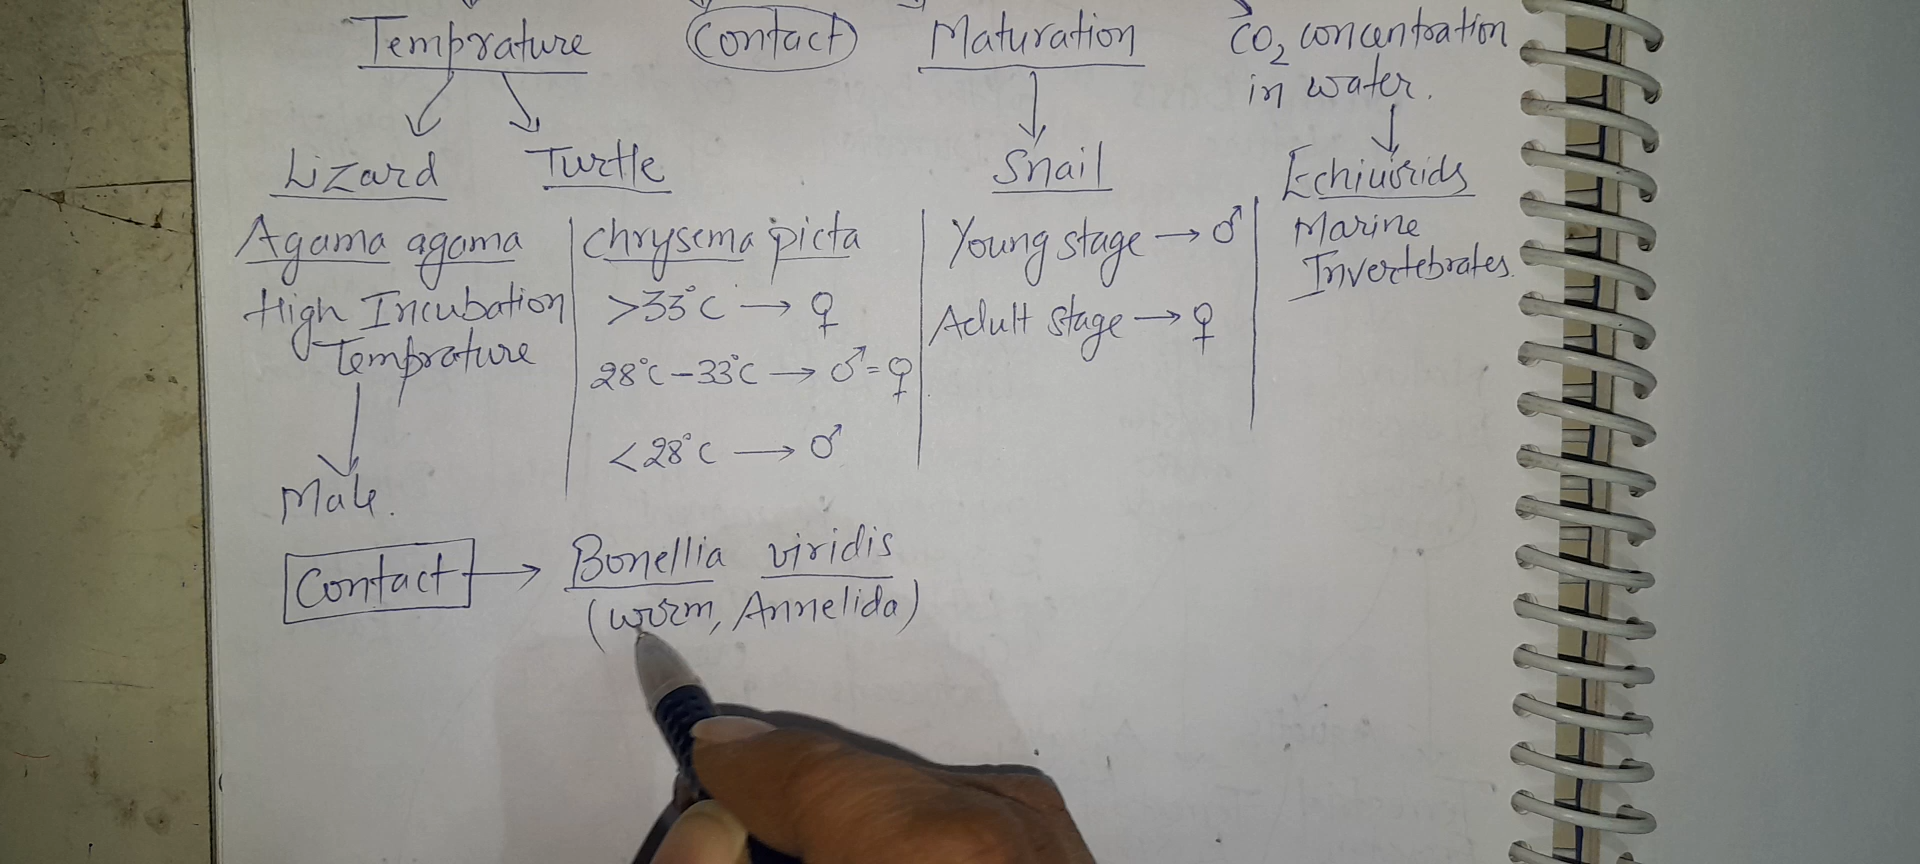 Temprature
Contact
Maturation
CO₂ concentration
in water.
Lizard
Turtle
Snail
Echiurids
Agama agama
High Incubation
Temprature
Male.
Chrysema picta
>33°C → ♀
28°C-33°C → ♂=♀
<28°C → ♂
Young stage → ♂
Adult stage → ♀
Marine
Invertebrates.
Contact → Bonellia viridis
(worm, Annelida)